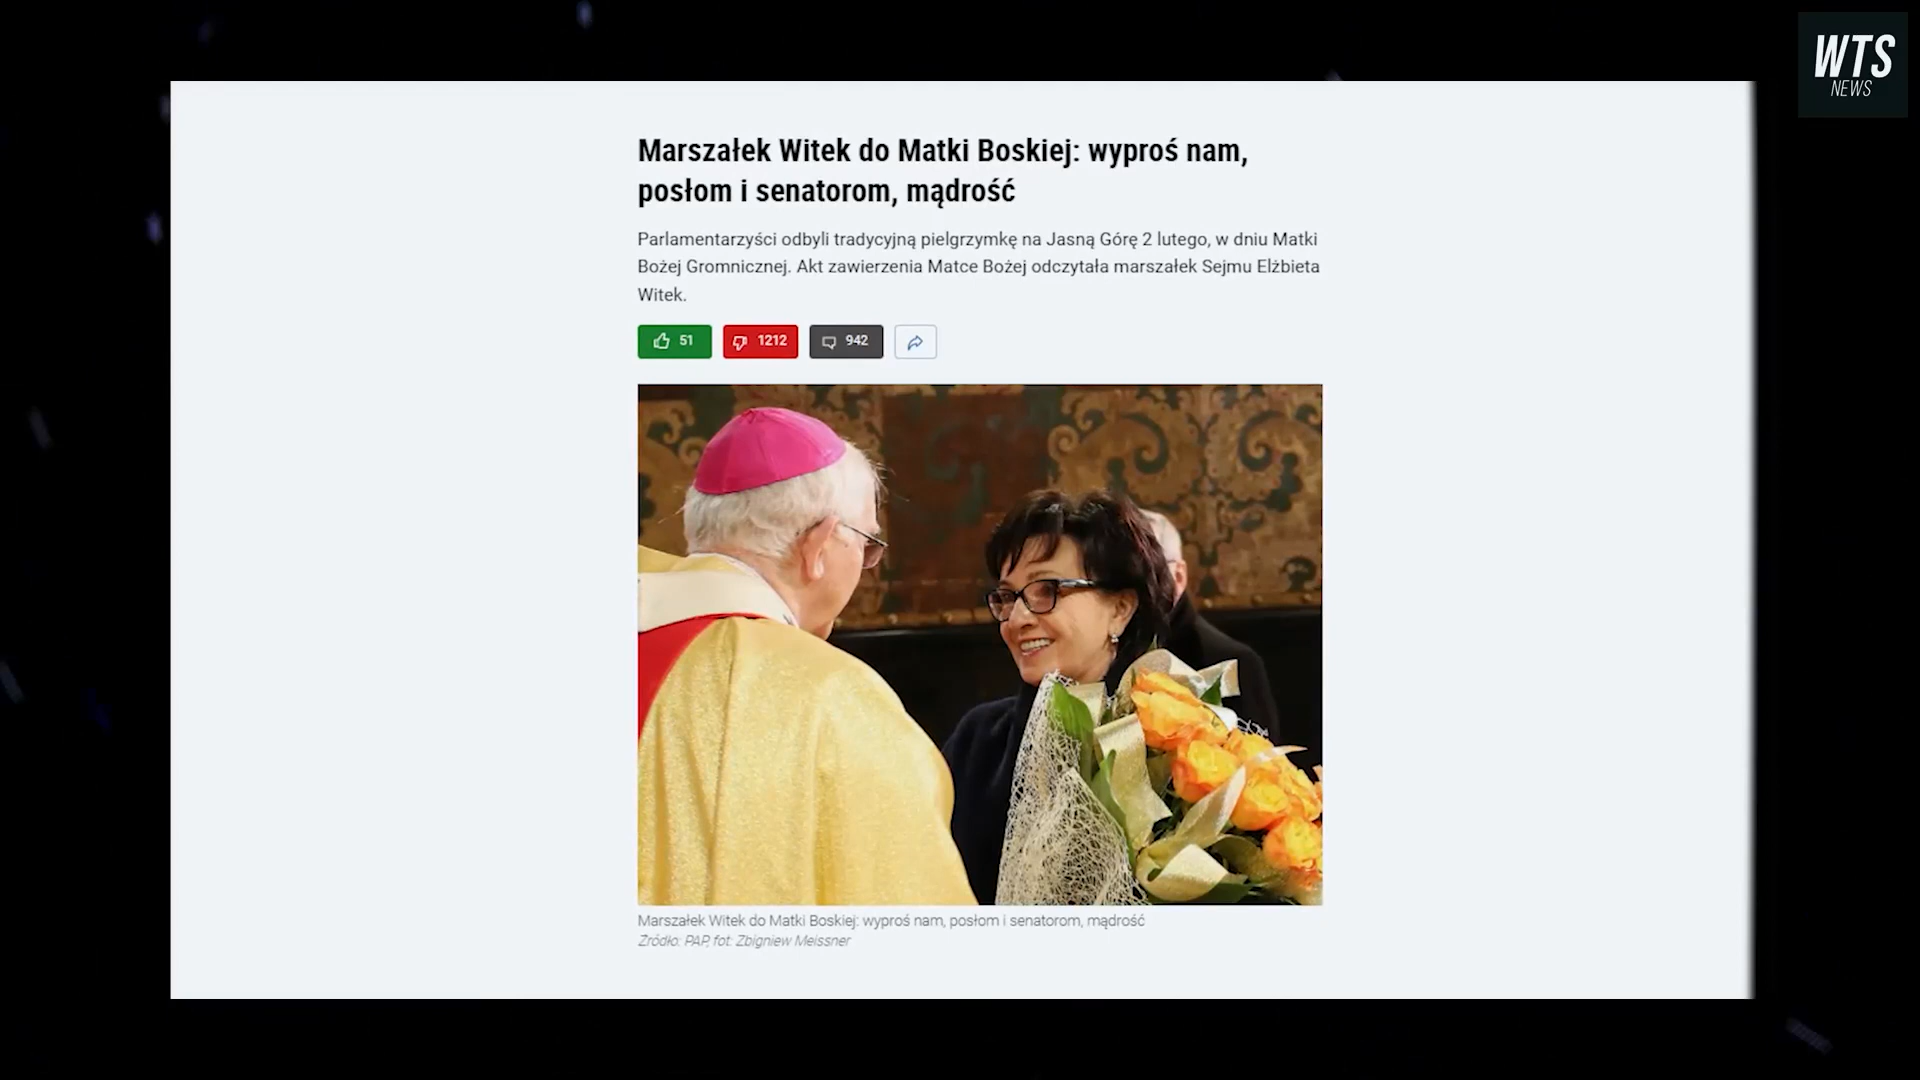 WTS
NEWS
Marszałek Witek do Matki Boskiej: wyproś nam,
posłom i senatorom, mądrość
Parlamentarzyści odbyli tradycyjną pielgrzymkę na Jasną Górę 2 lutego, w dniu Matki
Bożej Gromnicznej. Akt zawierzenia Matce Bożej odczytała marszałek Sejmu Elżbieta
Witek.
51 1212 942
Marszałek Witek do Matki Boskiej: wyproś nam, posłom i senatorom, mądrość
Źródło: PAP, fot: Zbigniew Meissner